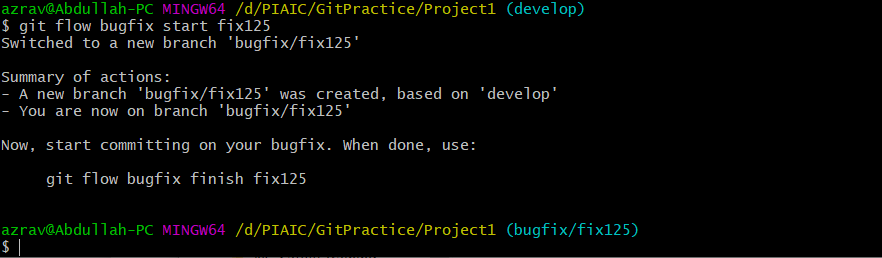 azrav@Abdullah-PC MINGW64 /d/PIAIC/GitPractice/Project1 (develop)
$ git flow bugfix start fix125
Switched to a new branch 'bugfix/fix125'
Summary of actions:
- A new branch 'bugfix/fix125' was created, based on 'develop'
- You are now on branch 'bugfix/fix125'
Now, start committing on your bugfix. When done, use:
git flow bugfix finish fix125
azrav@Abdullah-PC MINGW64 /d/PIAIC/GitPractice/Project1 (bugfix/fix125)
$